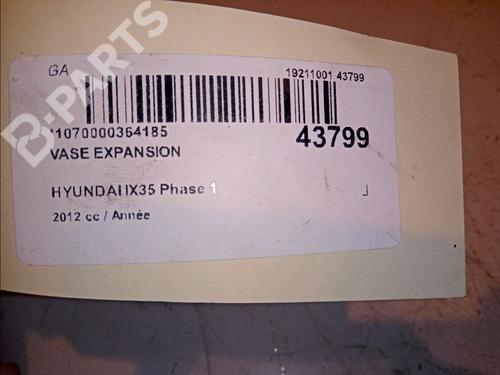 GA
19211001 43799
11070000364185
43799
VASE EXPANSION
HYUNDAI IX35 Phase 1
2012 cc / Année
B-PARTS